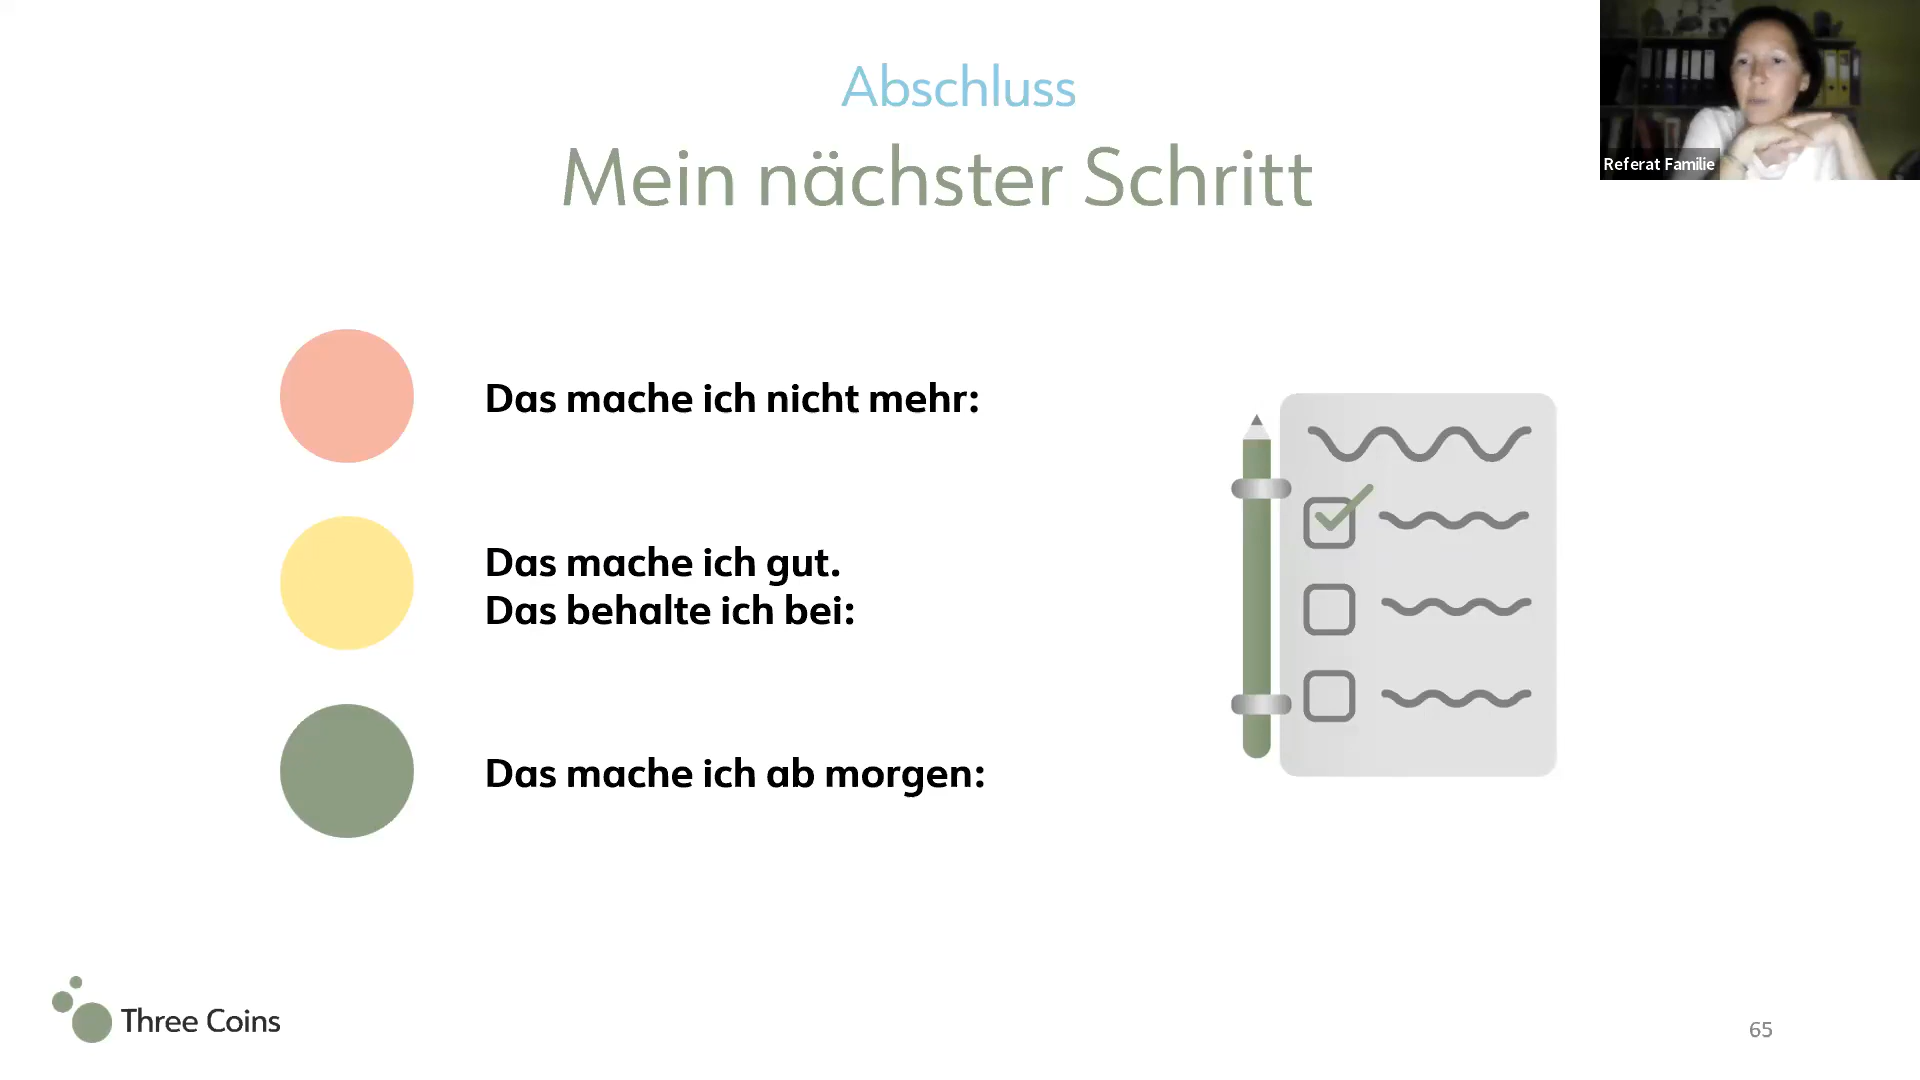 Abschluss
Mein nächster Schritt
Referat Familie
Das mache ich nicht mehr:
Das mache ich gut.
Das behalte ich bei:
Das mache ich ab morgen:
Three Coins
65